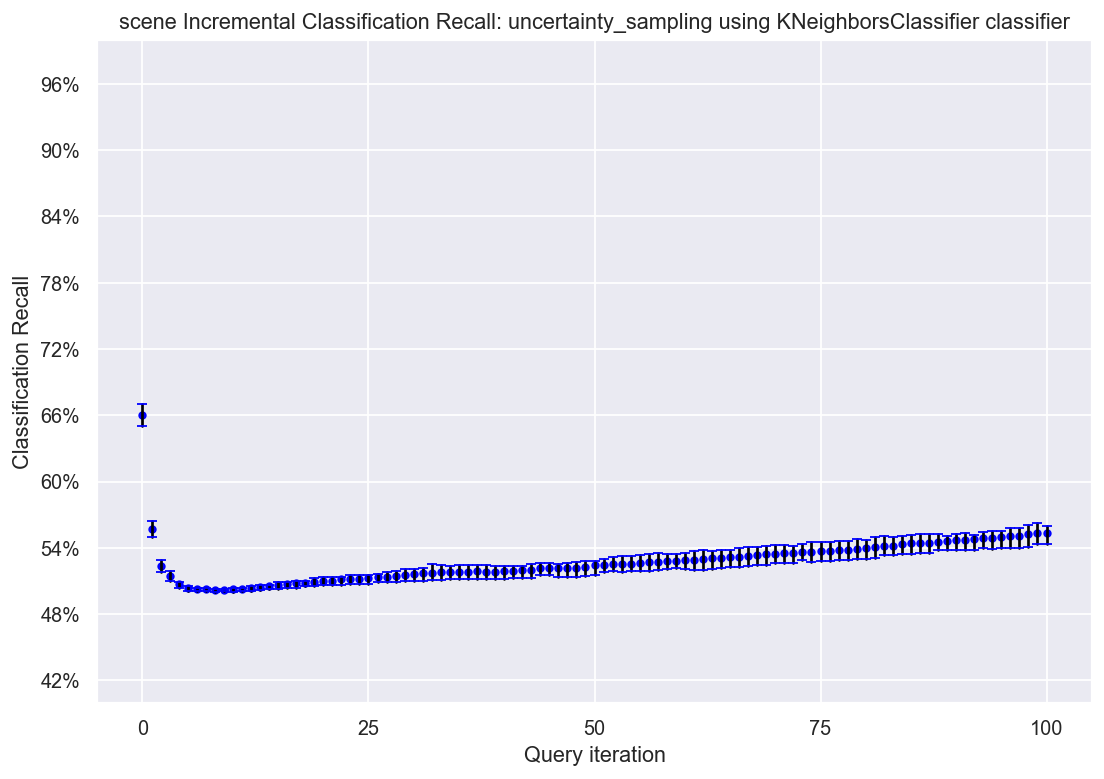 scene Incremental Classification Recall: uncertainty_sampling using KNeighborsClassifier classifier
96%
90%
84%
78%
72%
66%
60%
54%
48%
42%
Classification Recall
0 25 50 75 100
Query iteration